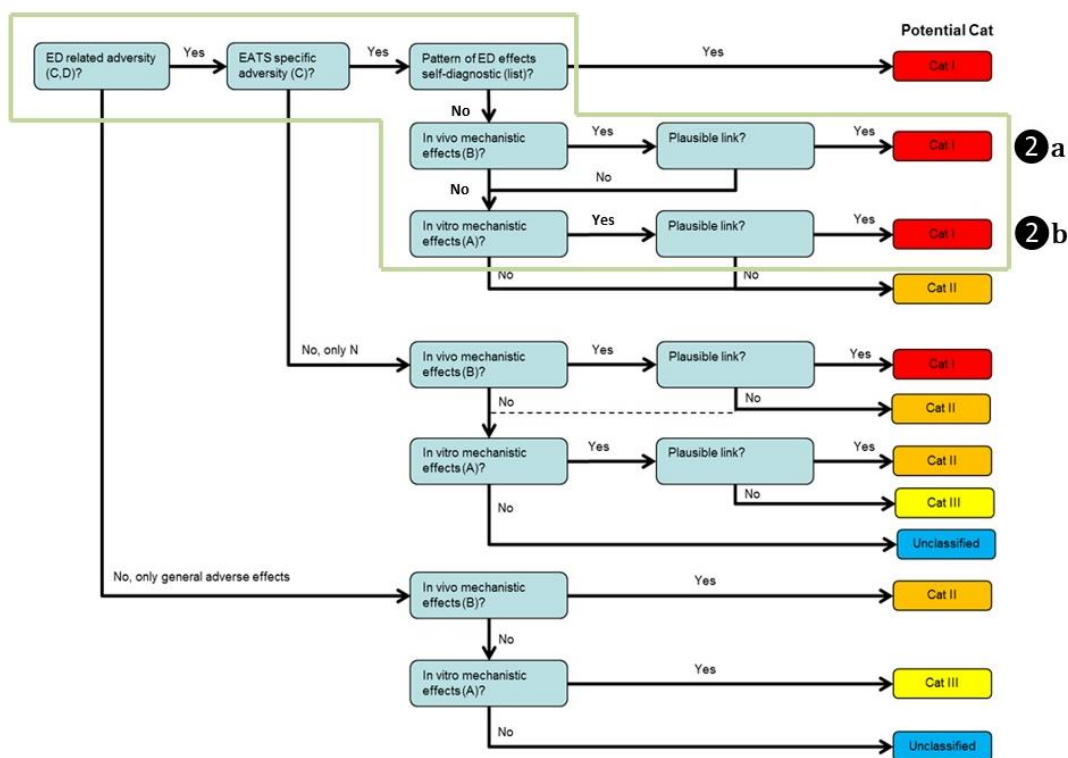 Potential Cat
ED related adversity
(C,D)?
Yes
EATS specific
adversity (C)?
Yes
Pattern of ED effects
self-diagnostic (list)?
Yes
Cat I
No
In vivo mechanistic
effects (B)?
Yes
Plausible link?
Yes
Cat I
❷a
No
No
In vitro mechanistic
effects (A)?
Yes
Plausible link?
Yes
Cat I
❷b
No
No
Cat II
No, only N
In vivo mechanistic
effects (B)?
Yes
Plausible link?
Yes
Cat I
No
No
Cat II
In vitro mechanistic
effects (A)?
Yes
Plausible link?
Yes
Cat II
No
No
Cat III
Unclassified
No, only general adverse effects
In vivo mechanistic
effects (B)?
Yes
Cat II
No
In vitro mechanistic
effects (A)?
Yes
Cat III
No
Unclassified